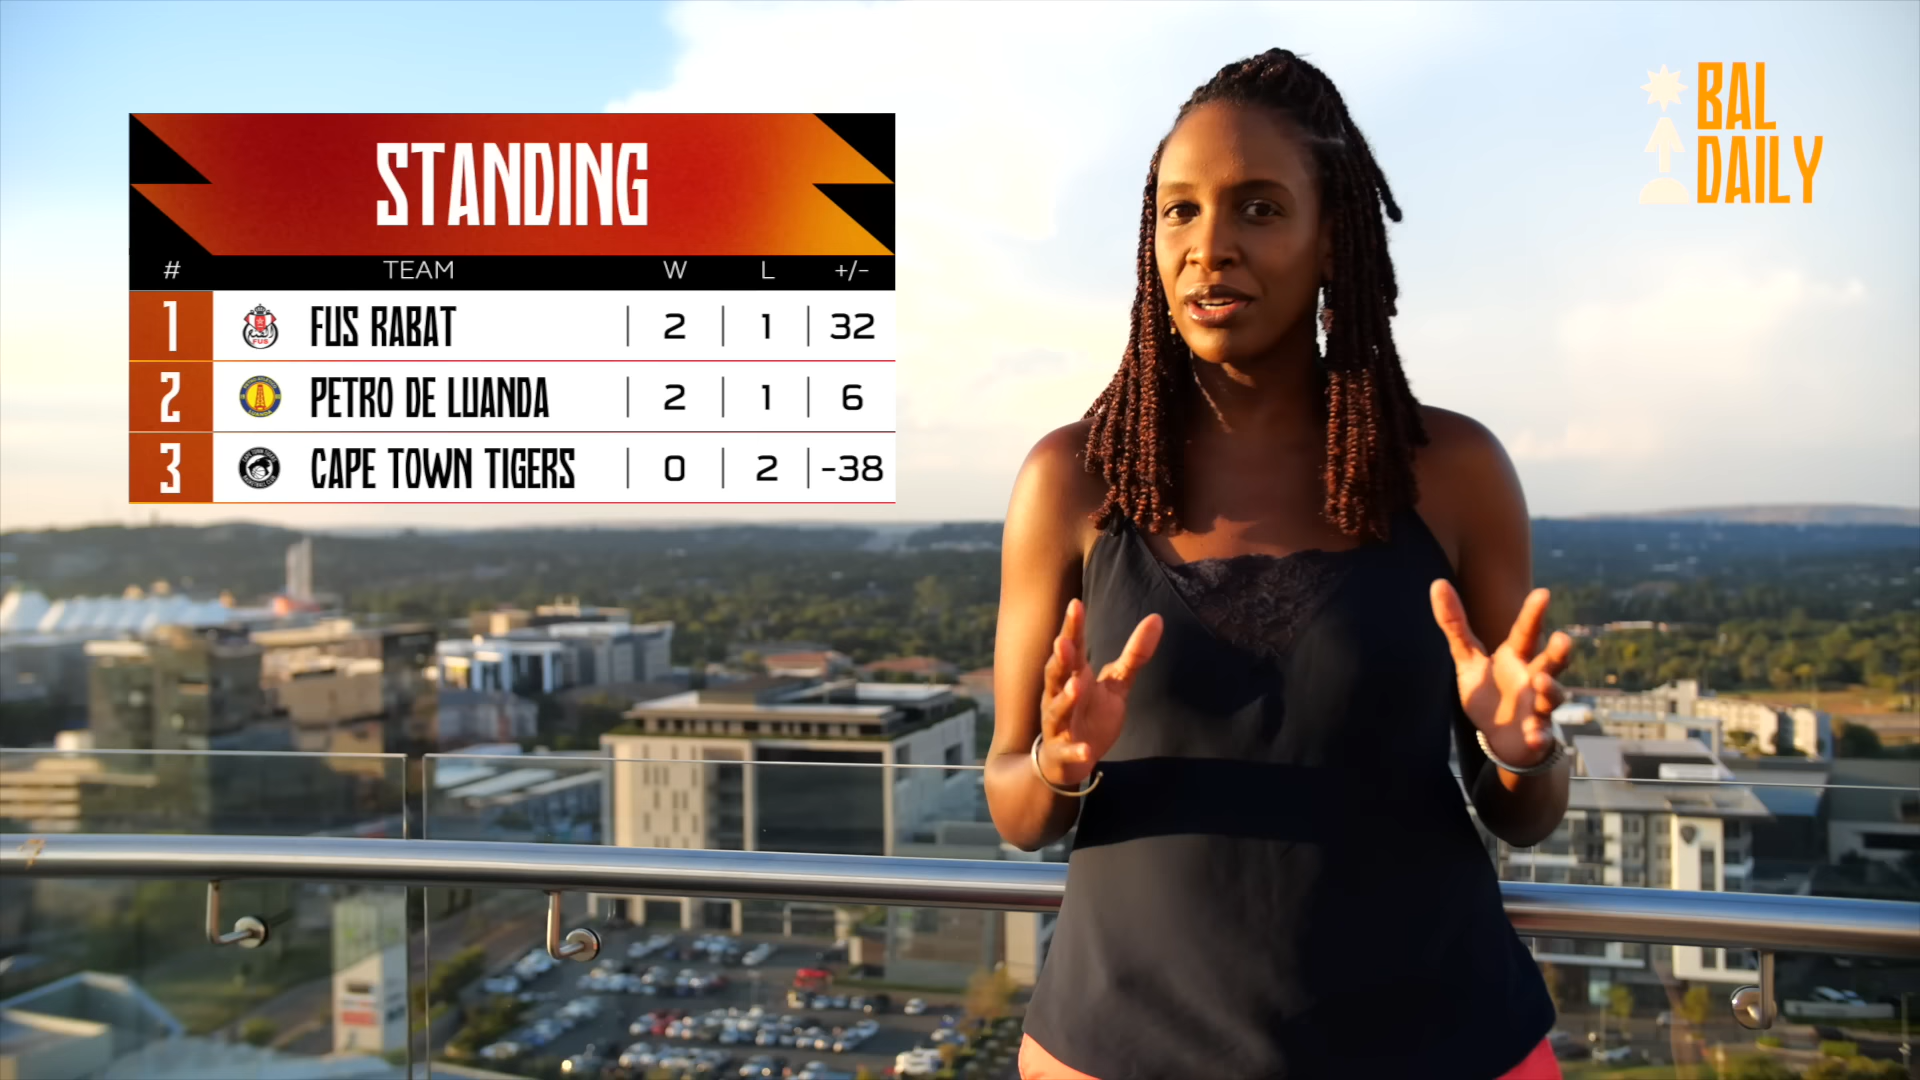 STANDING
# TEAM W L +/-
1 FUS RABAT 2 1 32
2 PETRO DE LUANDA 2 1 6
3 CAPE TOWN TIGERS 0 2 -38
BAL
DAILY
FUS